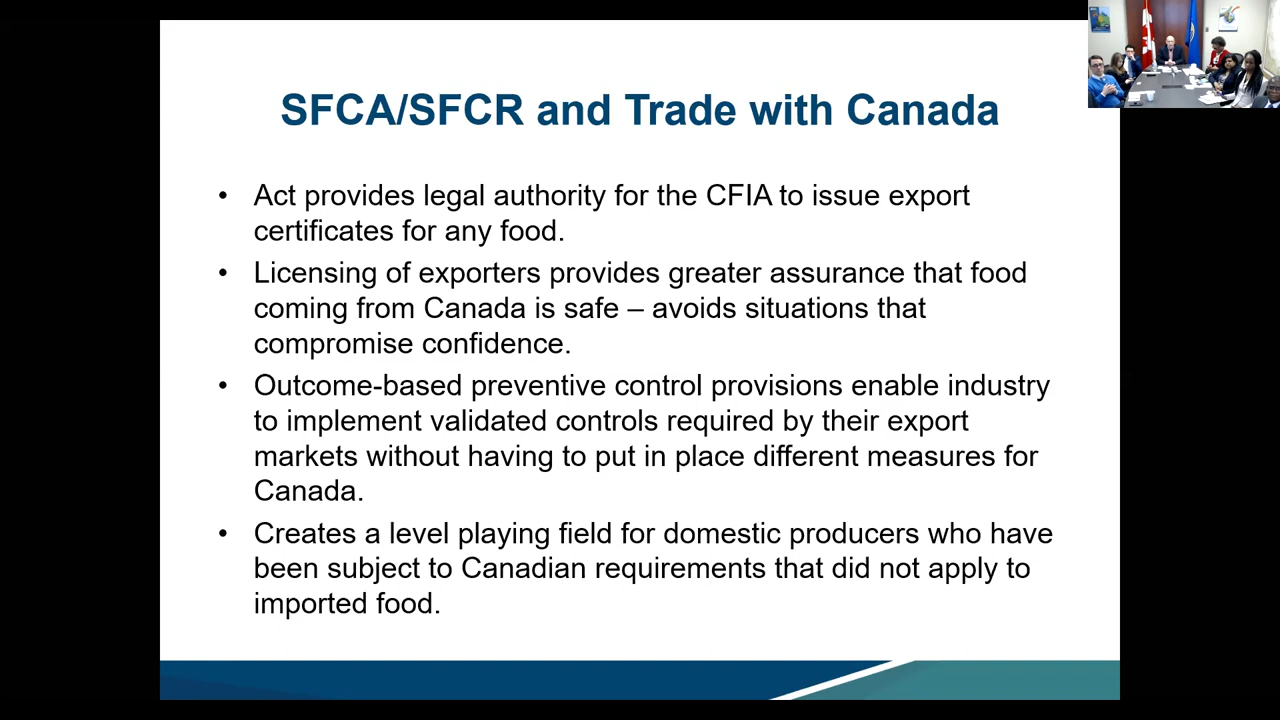 SFCA/SFCR and Trade with Canada
• Act provides legal authority for the CFIA to issue export
certificates for any food.
• Licensing of exporters provides greater assurance that food
coming from Canada is safe – avoids situations that
compromise confidence.
• Outcome-based preventive control provisions enable industry
to implement validated controls required by their export
markets without having to put in place different measures for
Canada.
• Creates a level playing field for domestic producers who have
been subject to Canadian requirements that did not apply to
imported food.